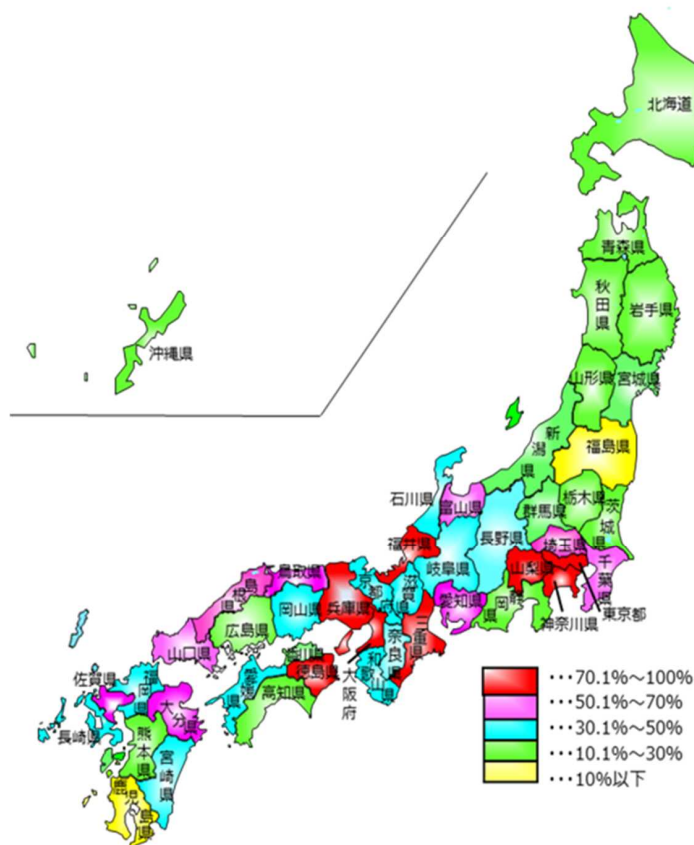 北海道
青森県
秋田県
岩手県
沖縄県
山形県
宮城県
新潟県
福島県
石川県
富山県
群馬県
栃木県
茨城県
福井県
長野県
埼玉県
岐阜県
山梨県
千葉県
鳥取県
京都府
滋賀県
島根県
岡山県
兵庫県
愛知県
静岡県
東京都
神奈川県
広島県
三重県
奈良県
山口県
香川県
徳島県
大阪府
和歌山県
佐賀県
福岡県
愛媛県
高知県
大分県
長崎県
熊本県
宮崎県
鹿児島県
…70.1%~100%
…50.1%~70%
…30.1%~50%
…10.1%~30%
…10%以下